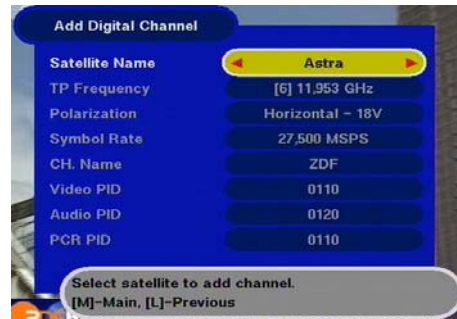 Add Digital Channel
Satellite Name Astra
TP Frequency [6] 11,953 GHz
Polarization Horizontal – 18V
Symbol Rate 27,500 MSPS
CH. Name ZDF
Video PID 0110
Audio PID 0120
PCR PID 0110
Select satellite to add channel.
[M]–Main, [L]–Previous